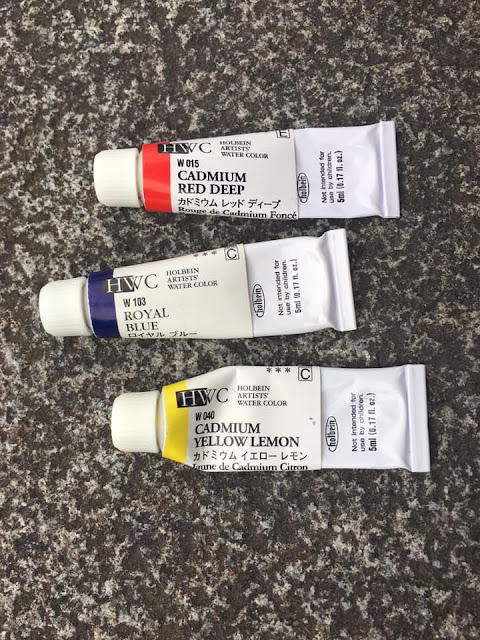 HWC
HOLBEIN
ARTISTS'
WATER COLOR
W 015
CADMIUM
RED DEEP
カドミウム レッド ディープ
Rouge de Cadmium Foncé
holbein
Not intended for
use by children.
5ml (0.17 fl. oz.)
HWC
HOLBEIN
ARTISTS'
WATER COLOR
***
C
W 103
ROYAL
BLUE
ロイヤル ブルー
holbein
Not intended for
use by children.
5ml (0.17 fl. oz.)
HWC
HOLBEIN
ARTISTS'
WATER COLOR
***
C
W 040
CADMIUM
YELLOW LEMON
カドミウム イエロー レモン
Jaune de Cadmium Citron
holbein
Not intended for
use by children.
5ml (0.17 fl. oz.)